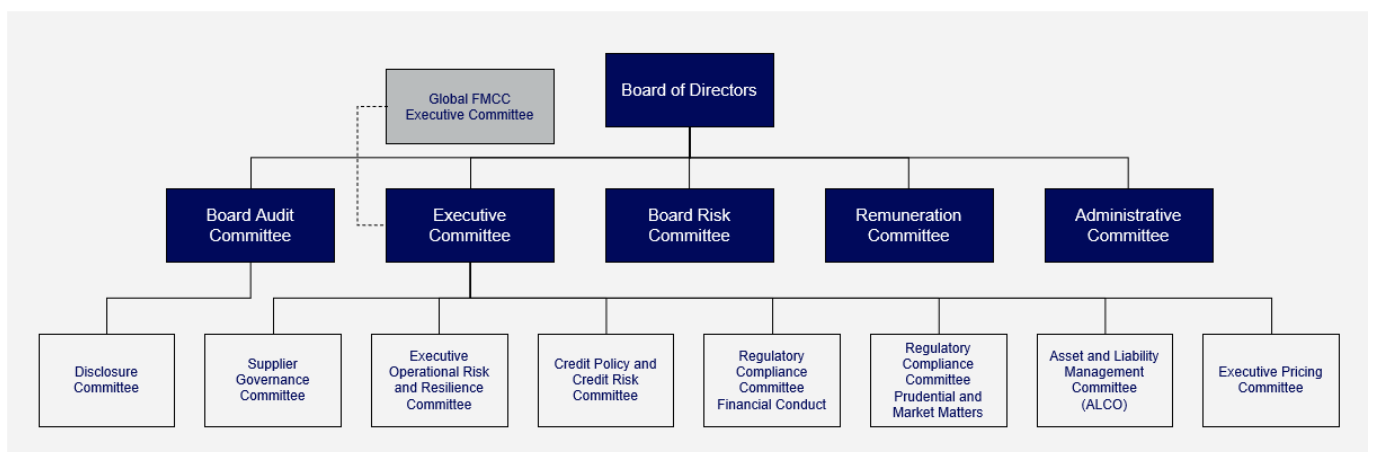 Board of Directors
Global FMCC
Executive Committee
Board Audit
Committee
Executive
Committee
Board Risk
Committee
Remuneration
Committee
Administrative
Committee
Disclosure
Committee
Supplier
Governance
Committee
Executive
Operational Risk
and Resilience
Committee
Credit Policy and
Credit Risk
Committee
Regulatory
Compliance
Committee
Financial Conduct
Regulatory
Compliance
Committee
Prudential and
Market Matters
Asset and Liability
Management
Committee
(ALCO)
Executive Pricing
Committee